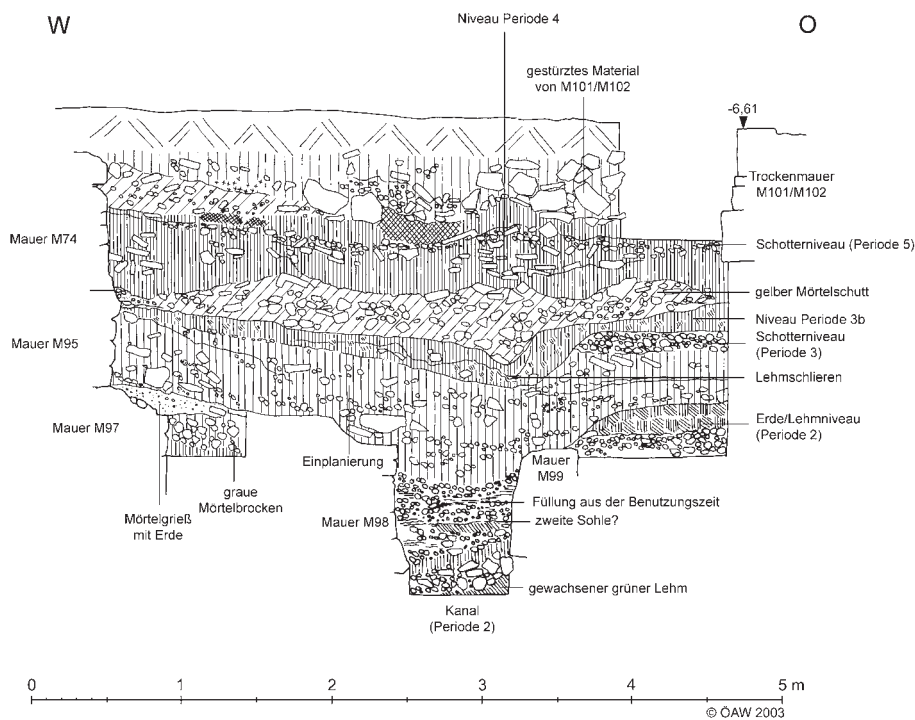 W
Niveau Periode 4
O
gestürztes Material
von M101/M102
-6,61
Trockenmauer
M101/M102
Mauer M74
Schotterniveau (Periode 5)
gelber Mörtelschutt
Niveau Periode 3b
Schotterniveau
(Periode 3)
Mauer M95
Lehmschlieren
Erde/Lehmniveau
(Periode 2)
Mauer M97
Einplanierung
Mauer
M99
graue
Mörtelbrocken
Mörtelgrieß
mit Erde
Füllung aus der Benutzungszeit
zweite Sohle?
Mauer M98
gewachsener grüner Lehm
Kanal
(Periode 2)
0 1 2 3 4 5 m
© ÖAW 2003